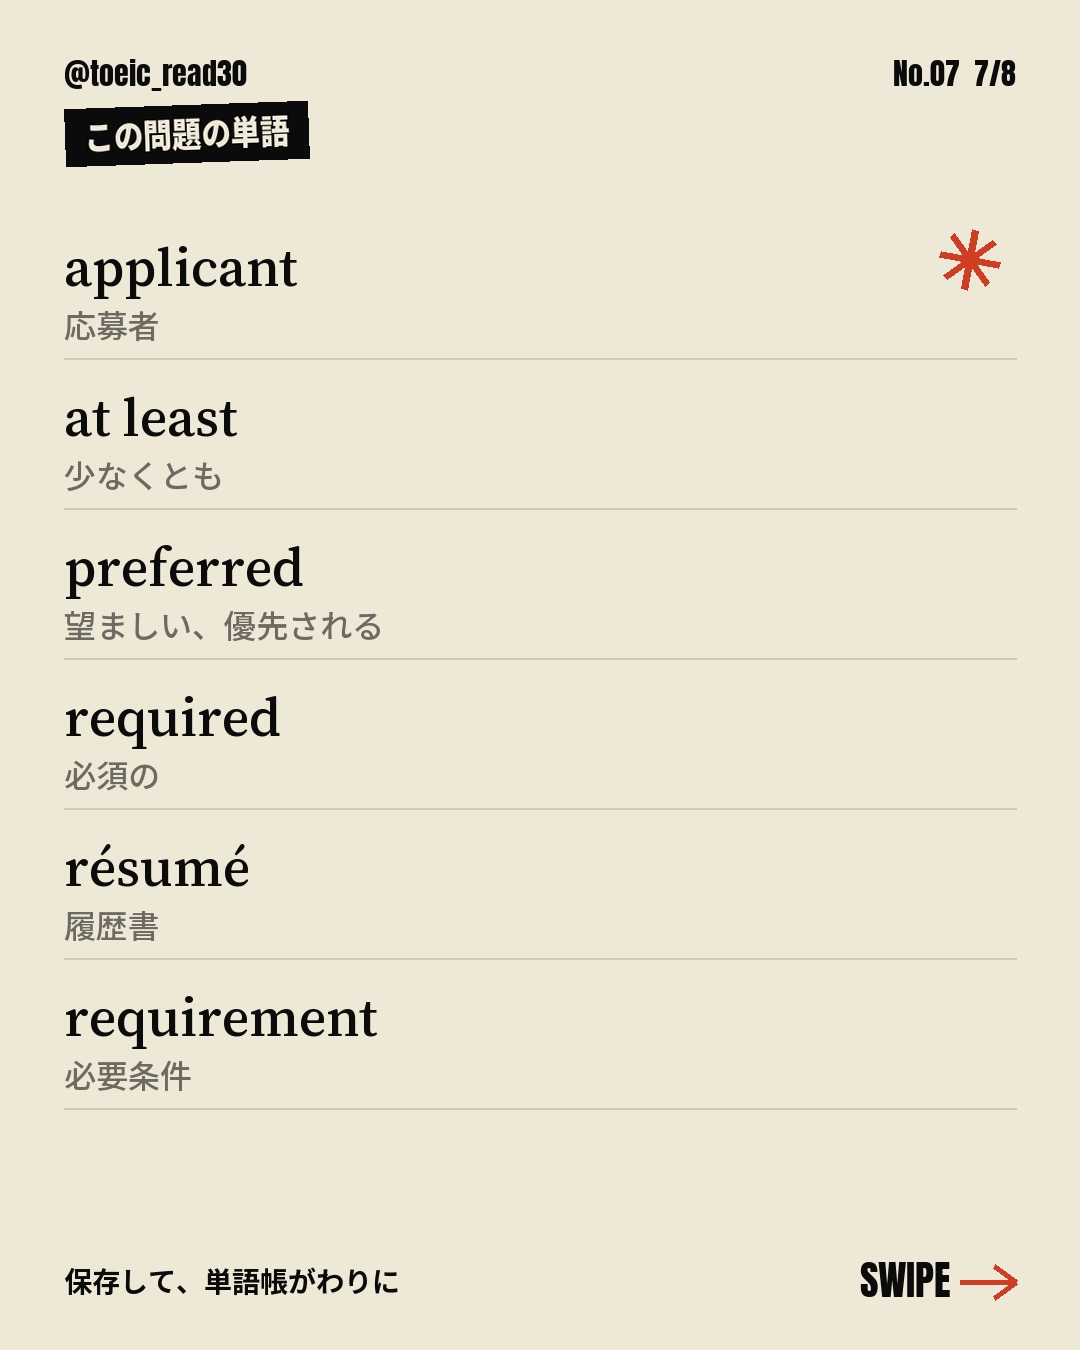 @toeic_read30
No.07 7/8
この問題の単語
applicant
応募者
at least
少なくとも
preferred
望ましい、優先される
required
必須の
résumé
履歴書
requirement
必要条件
保存して、単語帳がわりに
SWIPE